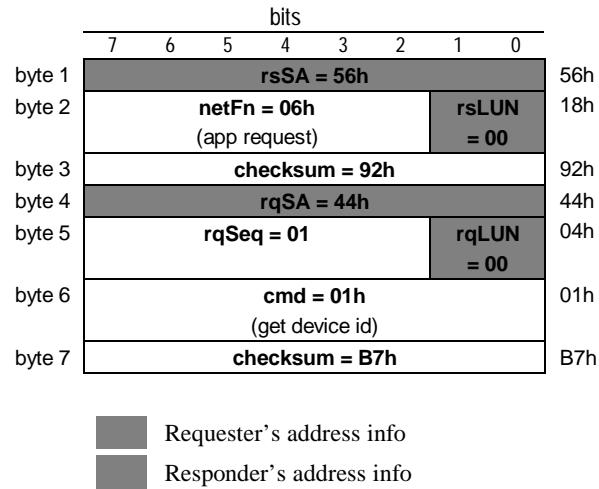 bits
7 6 5 4 3 2 1 0
byte 1 rsSA = 56h 56h
byte 2 netFn = 06h rsLUN 18h
(app request) = 00
byte 3 checksum = 92h 92h
byte 4 rqSA = 44h 44h
byte 5 rqSeq = 01 rqLUN 04h
= 00
byte 6 cmd = 01h 01h
(get device id)
byte 7 checksum = B7h B7h
Requester’s address info
Responder’s address info